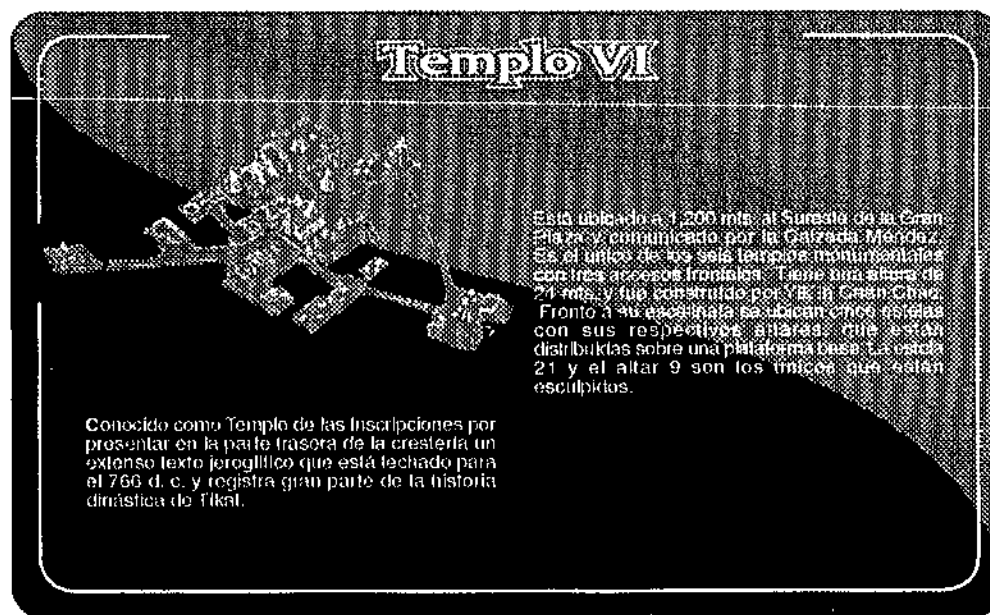 Templo VI
Está ubicado a 1,200 mts. al Sureste de la Gran
Plaza y comunicado por la Calzada Méndez.
Es el único de los seis templos monumentales
con tres accesos frontales. Tiene una altura de
mts. y fue construido por
Frente a su escalinata se ubican cinco estelas
con sus respectivos altares, que están
distribuidas sobre una plataforma base. La estela
21 y el altar 9 son los únicos que están
esculpidos.
Conocido como Templo de las Inscripciones por
presentar en la parte trasera de la crestería un
extenso texto jeroglífico que está fechado para
el 766 d. c. y registra gran parte de la historia
dinástica de Tikal.